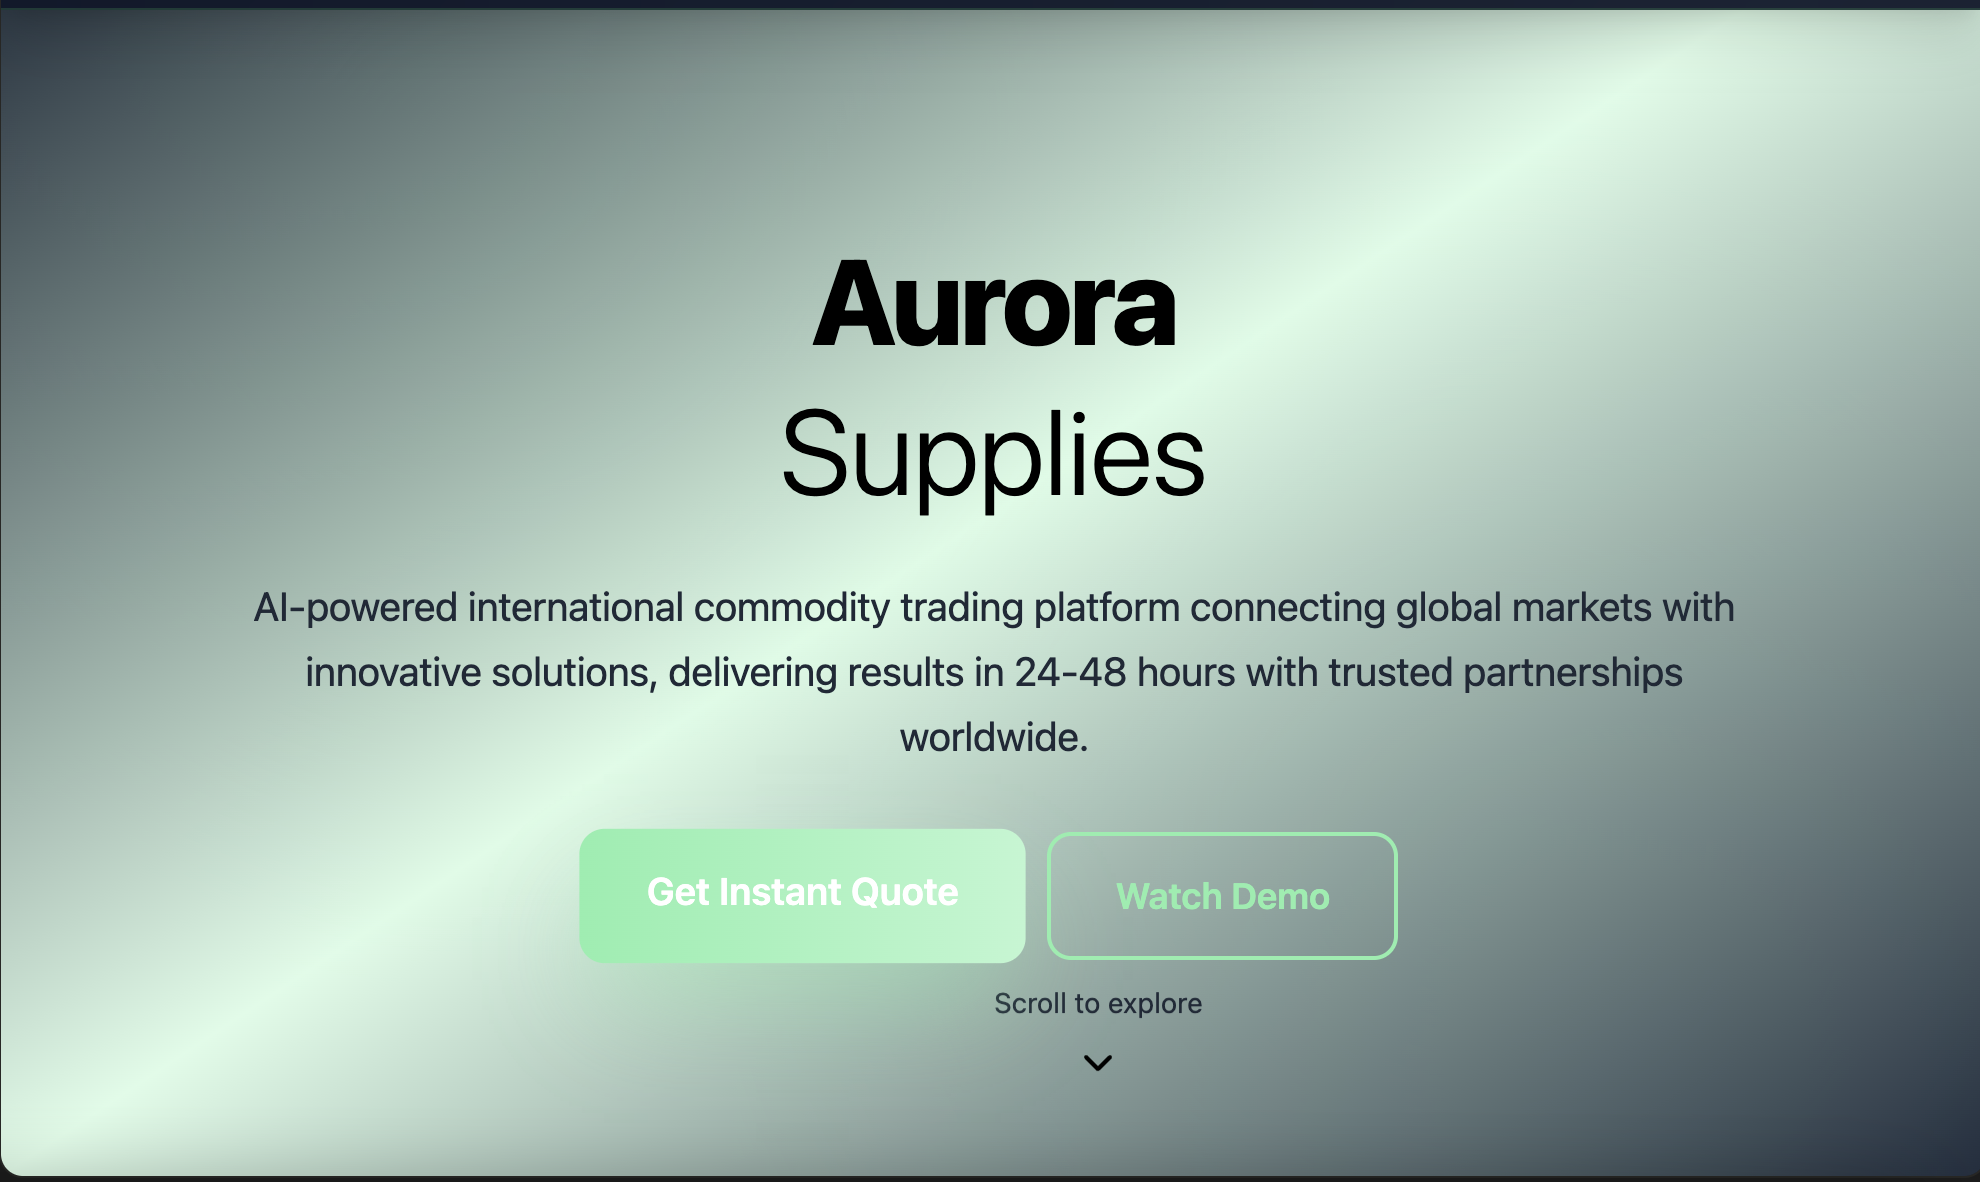 Aurora
Supplies
AI-powered international commodity trading platform connecting global markets with
innovative solutions, delivering results in 24-48 hours with trusted partnerships
worldwide.
Get Instant Quote
Watch Demo
Scroll to explore